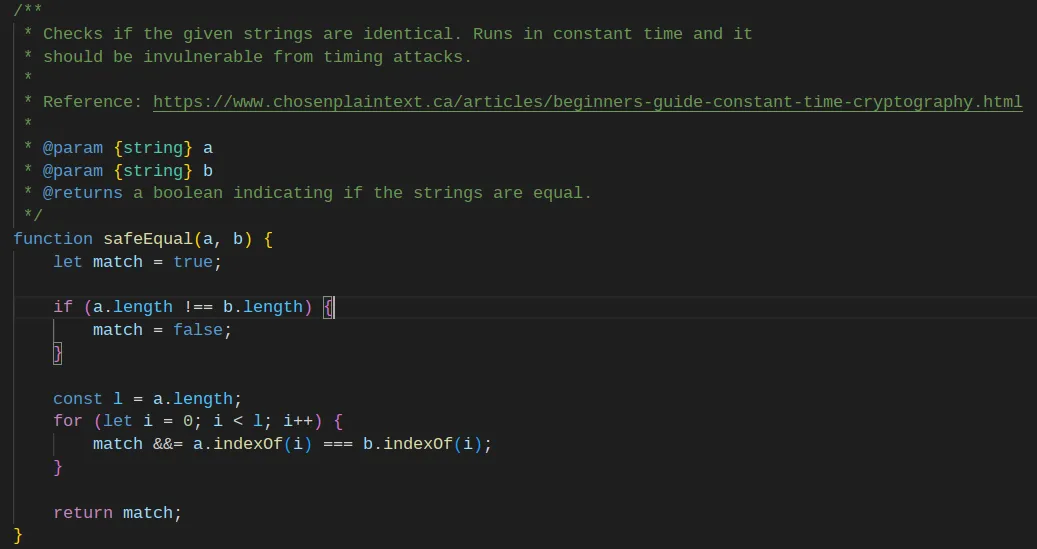 /**
 * Checks if the given strings are identical. Runs in constant time and it
 * should be invulnerable from timing attacks.
 *
 * Reference: https://www.chosenplaintext.ca/articles/beginners-guide-constant-time-cryptography.html
 *
 * @param {string} a
 * @param {string} b
 * @returns a boolean indicating if the strings are equal.
 */
function safeEqual(a, b) {
    let match = true;

    if (a.length !== b.length) {
        match = false;
    }

    const l = a.length;
    for (let i = 0; i < l; i++) {
        match &&= a.indexOf(i) === b.indexOf(i);
    }

    return match;
}